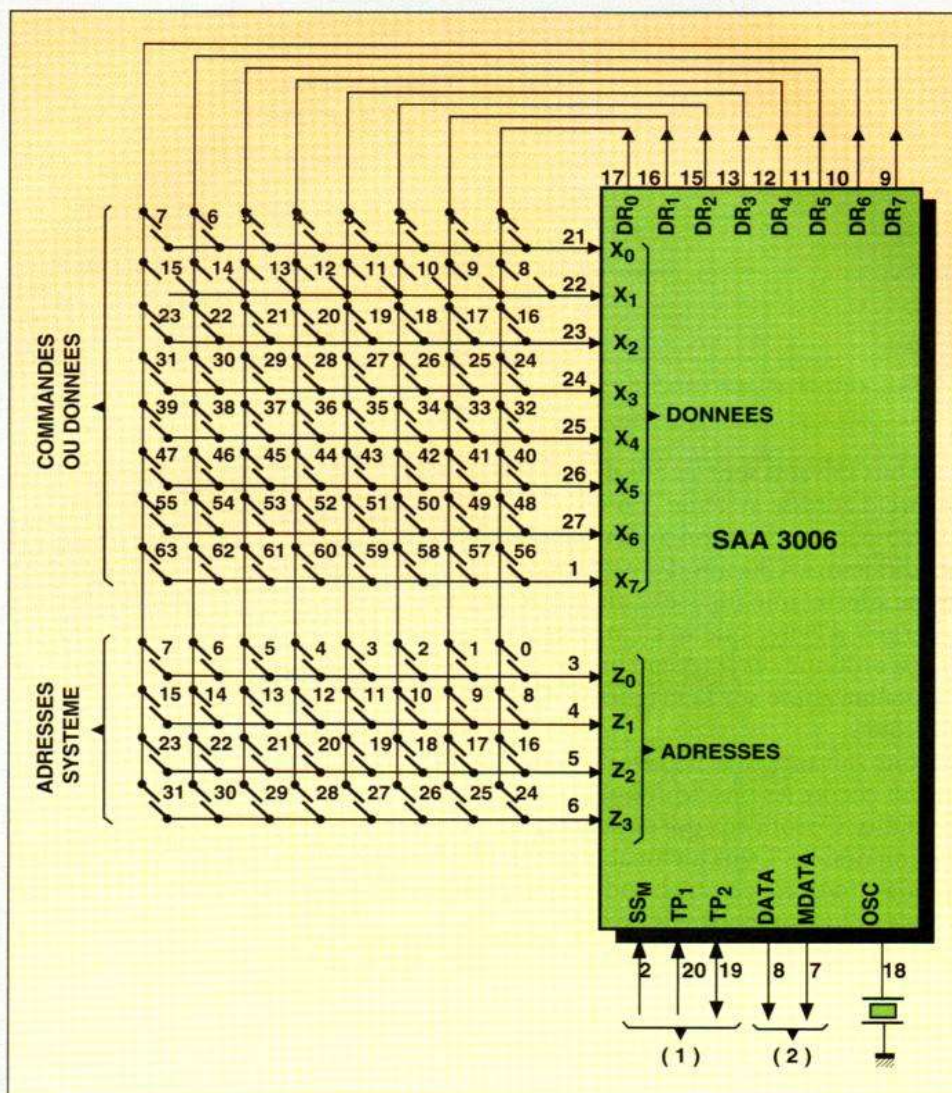 17 16 15 13 12 11 10 9
DR0 DR1 DR2 DR3 DR4 DR5 DR6 DR7
7 6 5 4 3 2 1 0 21 X0
15 14 13 12 11 10 9 8 22 X1
23 22 21 20 19 18 17 16 23 X2
31 30 29 28 27 26 25 24 24 X3
39 38 37 36 35 34 33 32 25 X4
47 46 45 44 43 42 41 40 26 X5
55 54 53 52 51 50 49 48 27 X6
63 62 61 60 59 58 57 56 1 X7
COMMANDES
OU DONNEES
DONNEES
SAA 3006
7 6 5 4 3 2 1 0 3 Z0
15 14 13 12 11 10 9 8 4 Z1
23 22 21 20 19 18 17 16 5 Z2
31 30 29 28 27 26 25 24 6 Z3
ADRESSES
SYSTEME
ADRESSES
SSM TP1 TP2 DATA MDATA OSC
2 20 19 8 7 18
(1) (2)